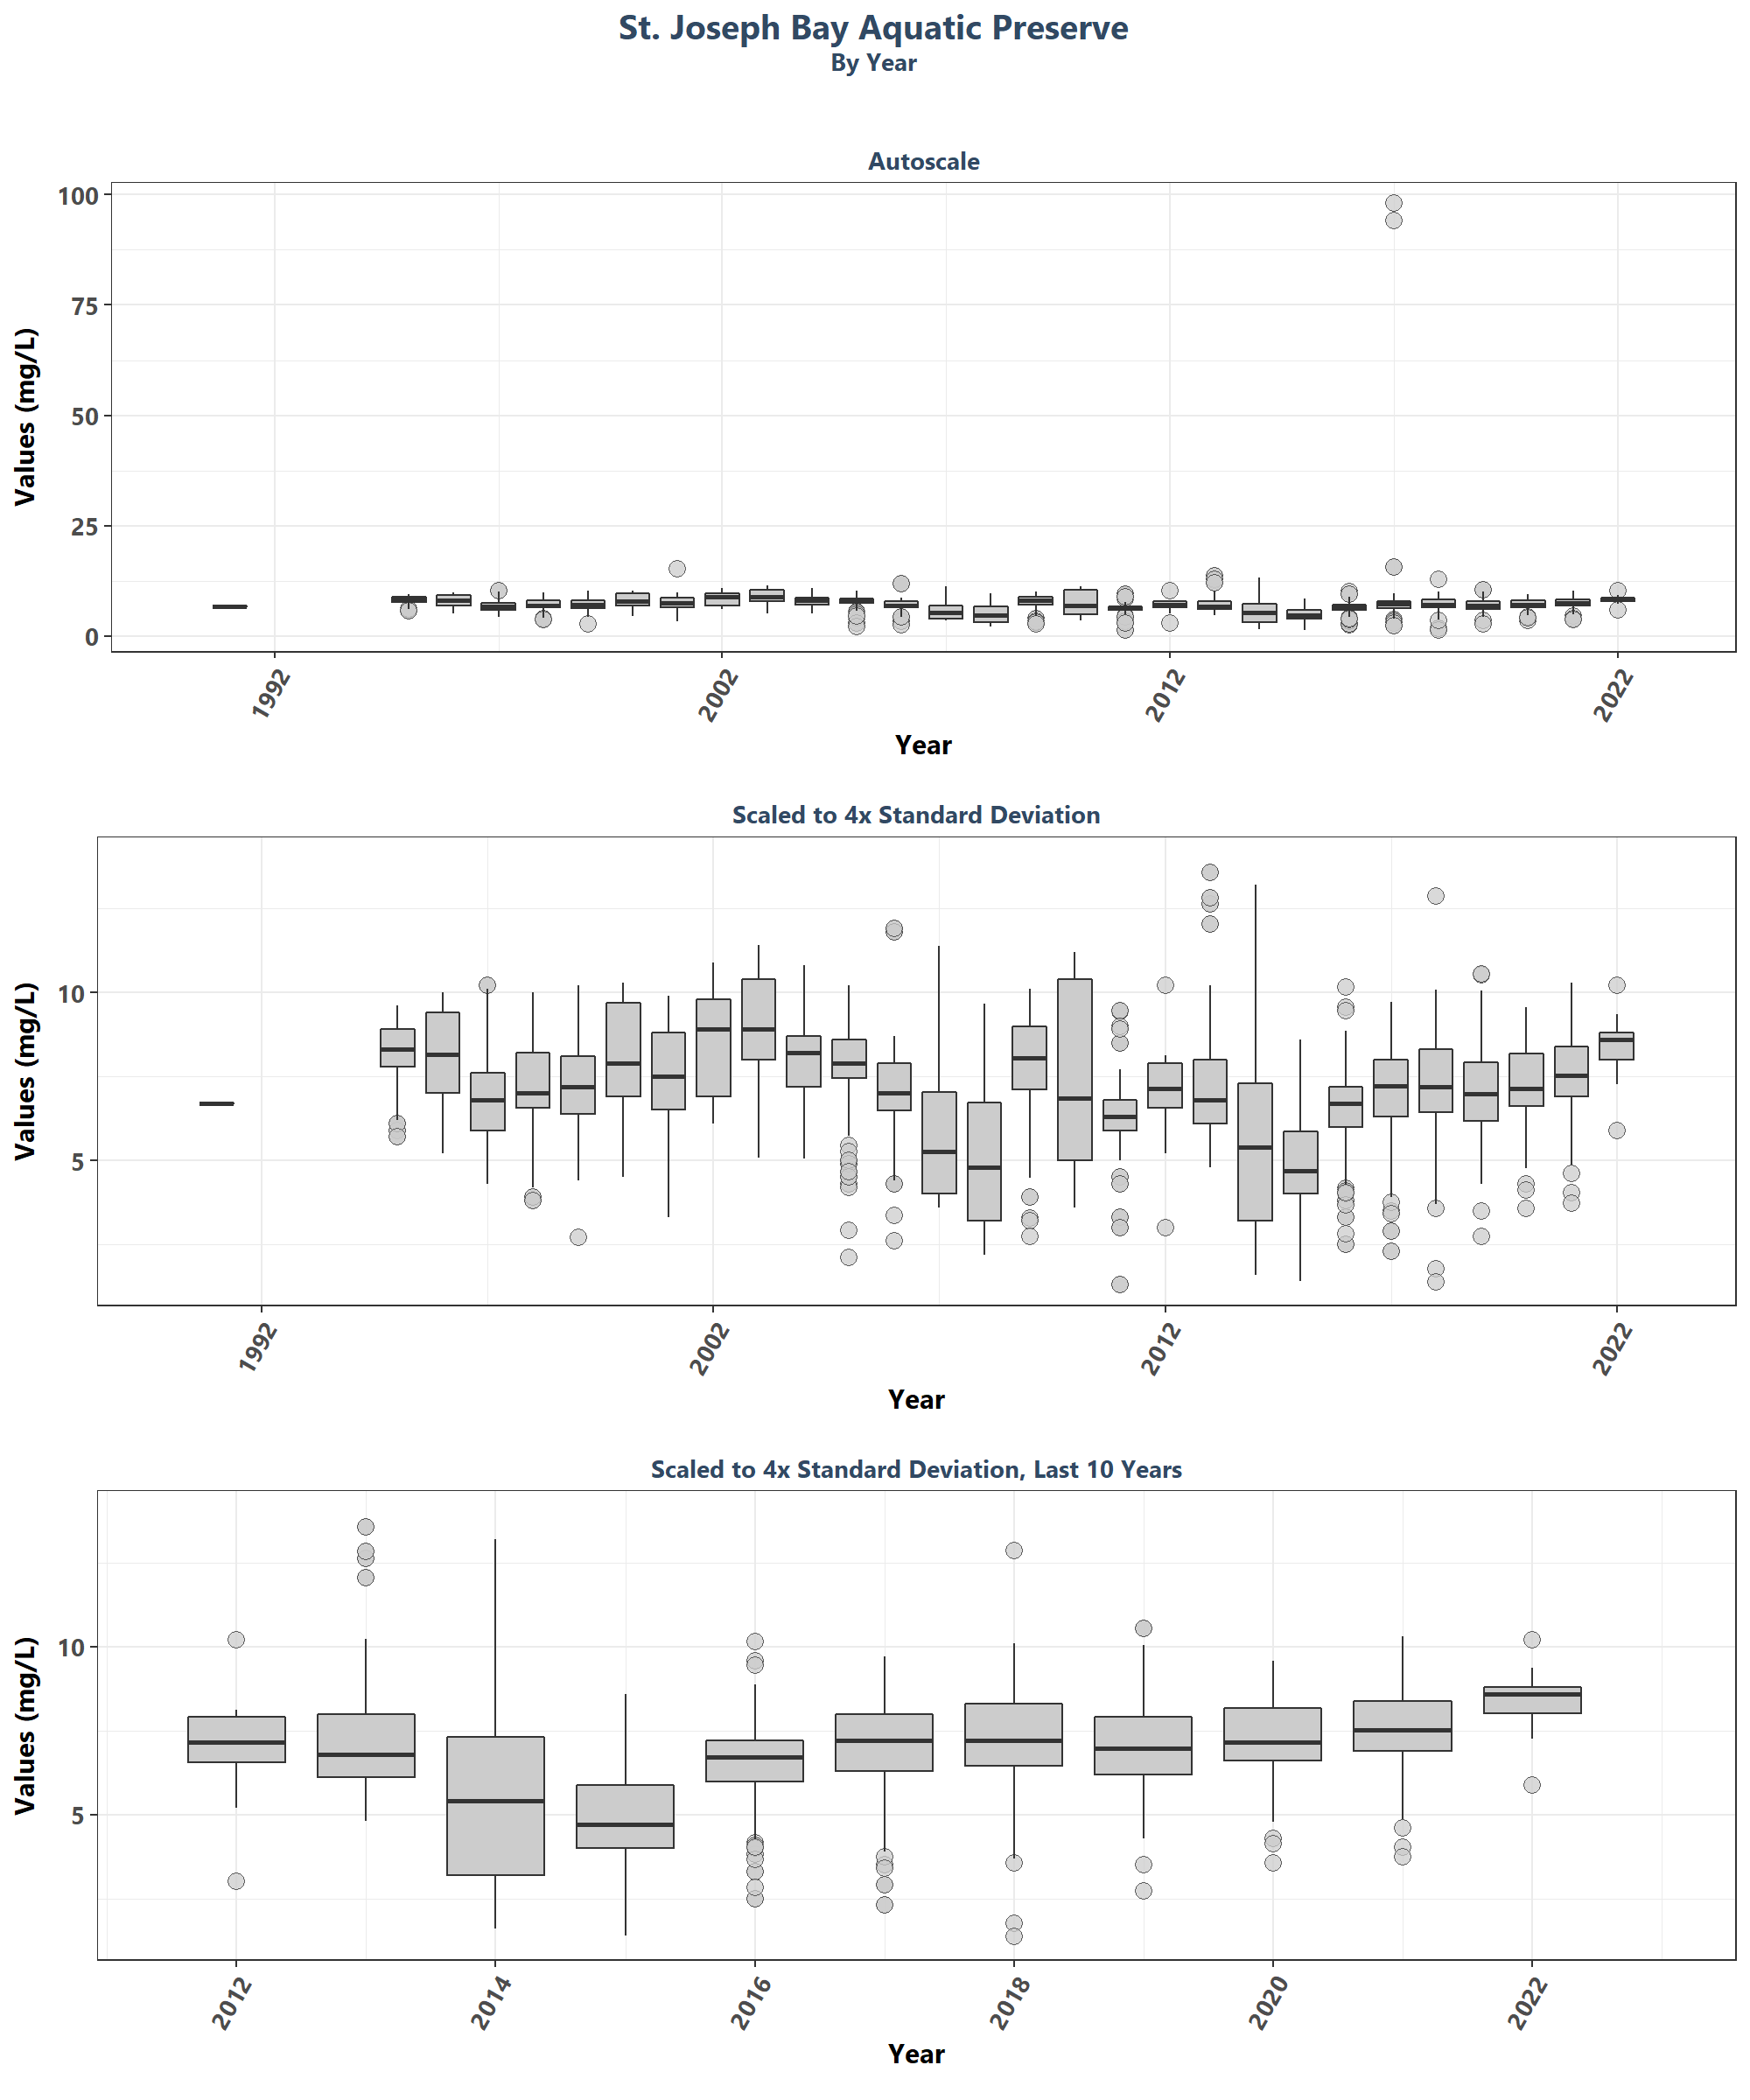 St. Joseph Bay Aquatic Preserve
By Year
Autoscale
Values (mg/L)
100
75
50
25
0
1992
2002
2012
2022
Year
Scaled to 4x Standard Deviation
Values (mg/L)
10
5
1992
2002
2012
2022
Year
Scaled to 4x Standard Deviation, Last 10 Years
Values (mg/L)
10
5
2012
2014
2016
2018
2020
2022
Year